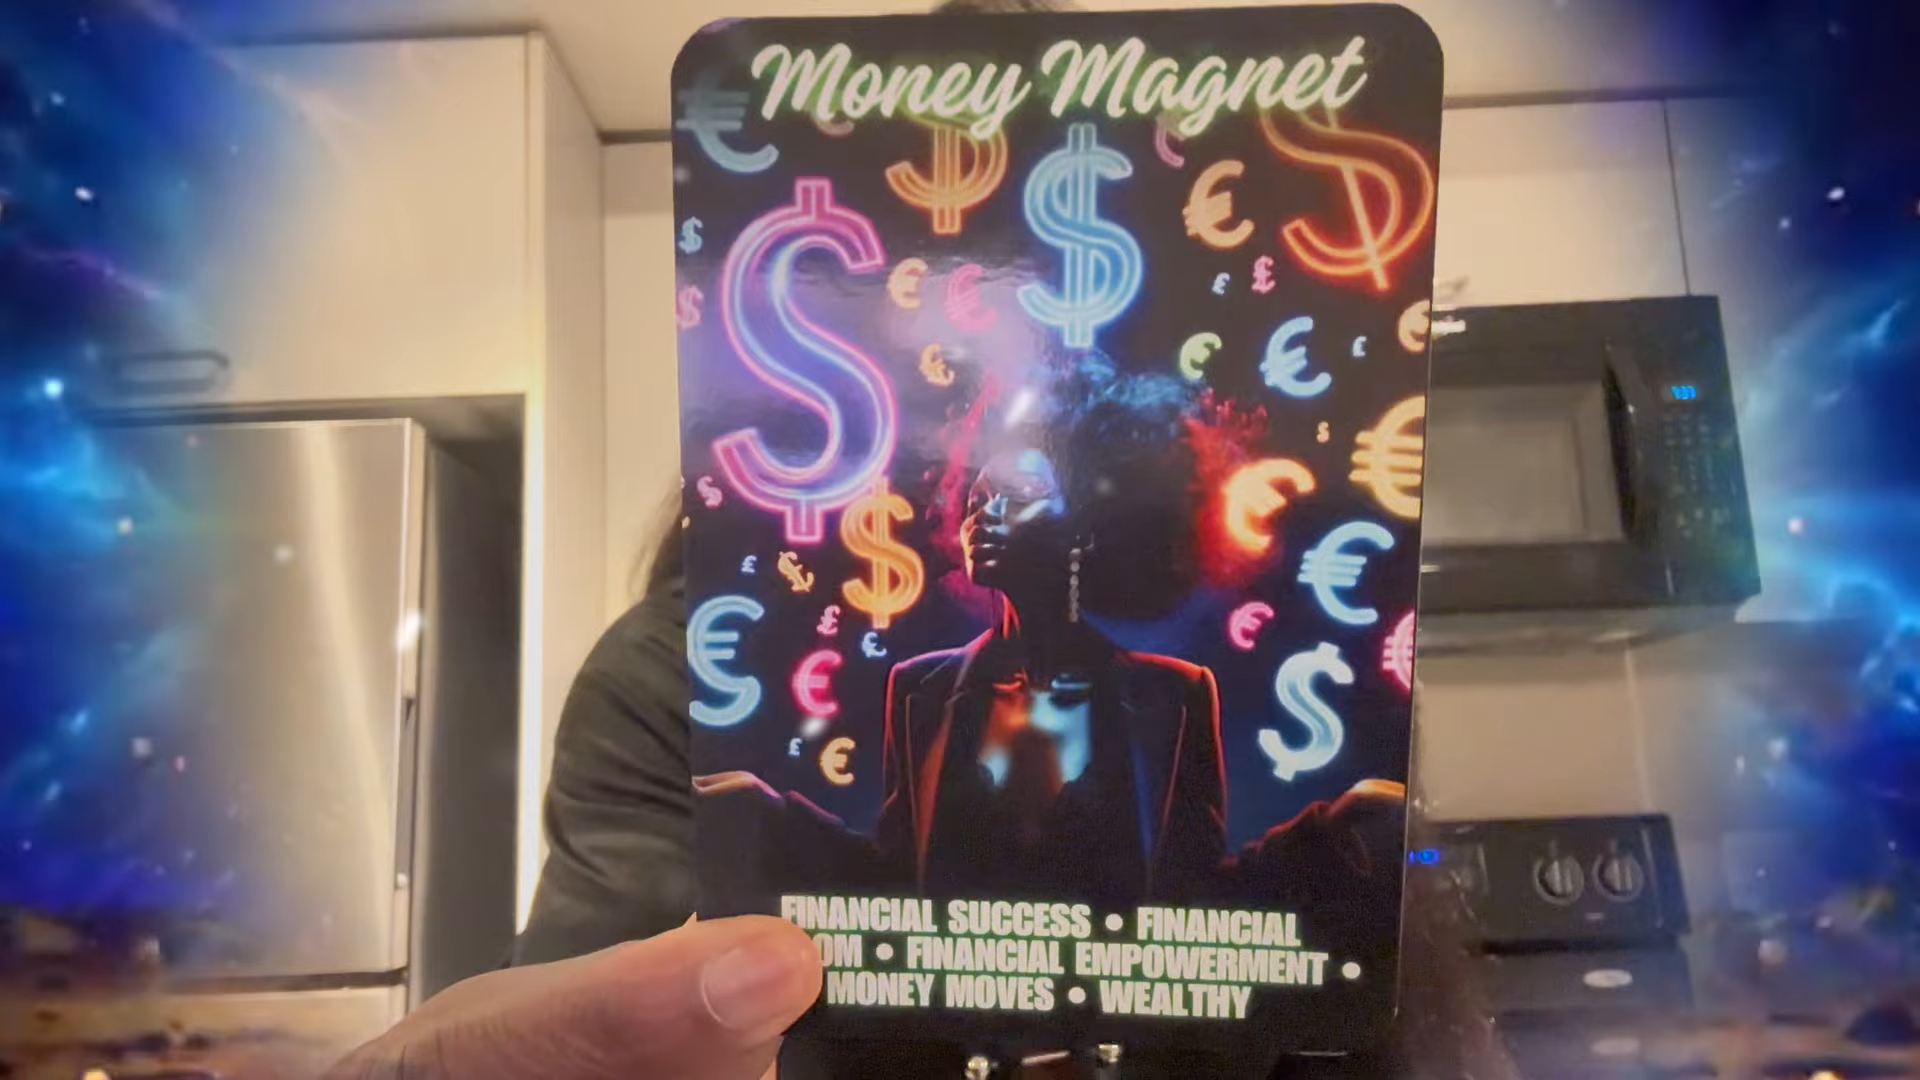 Money Magnet
FINANCIAL SUCCESS • FINANCIAL
• FINANCIAL EMPOWERMENT •
MONEY MOVES • WEALTHY